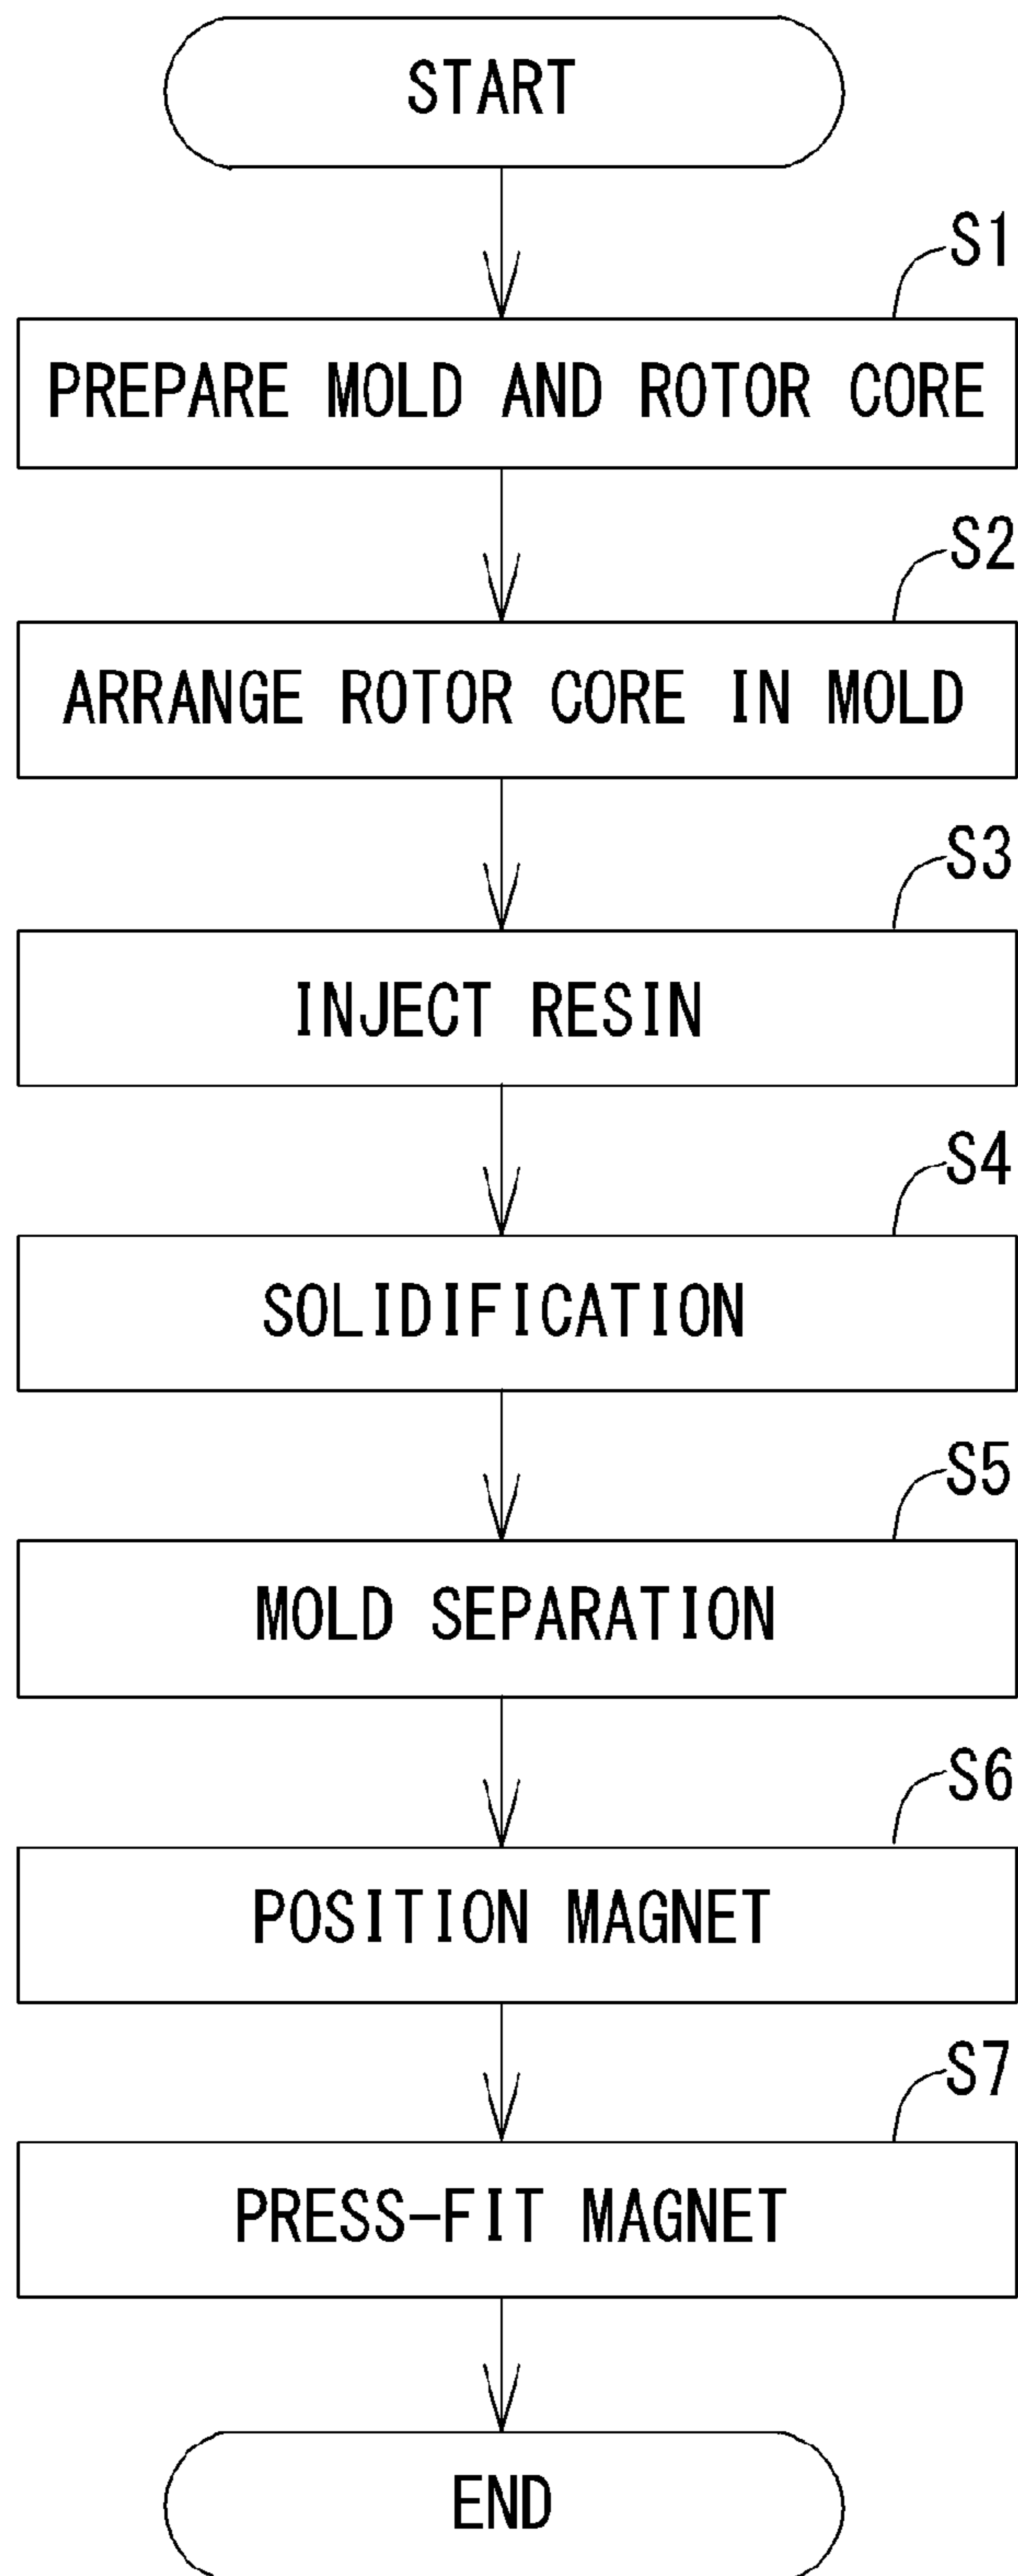 START
S1
PREPARE MOLD AND ROTOR CORE
S2
ARRANGE ROTOR CORE IN MOLD
S3
INJECT RESIN
S4
SOLIDIFICATION
S5
MOLD SEPARATION
S6
POSITION MAGNET
S7
PRESS-FIT MAGNET
END